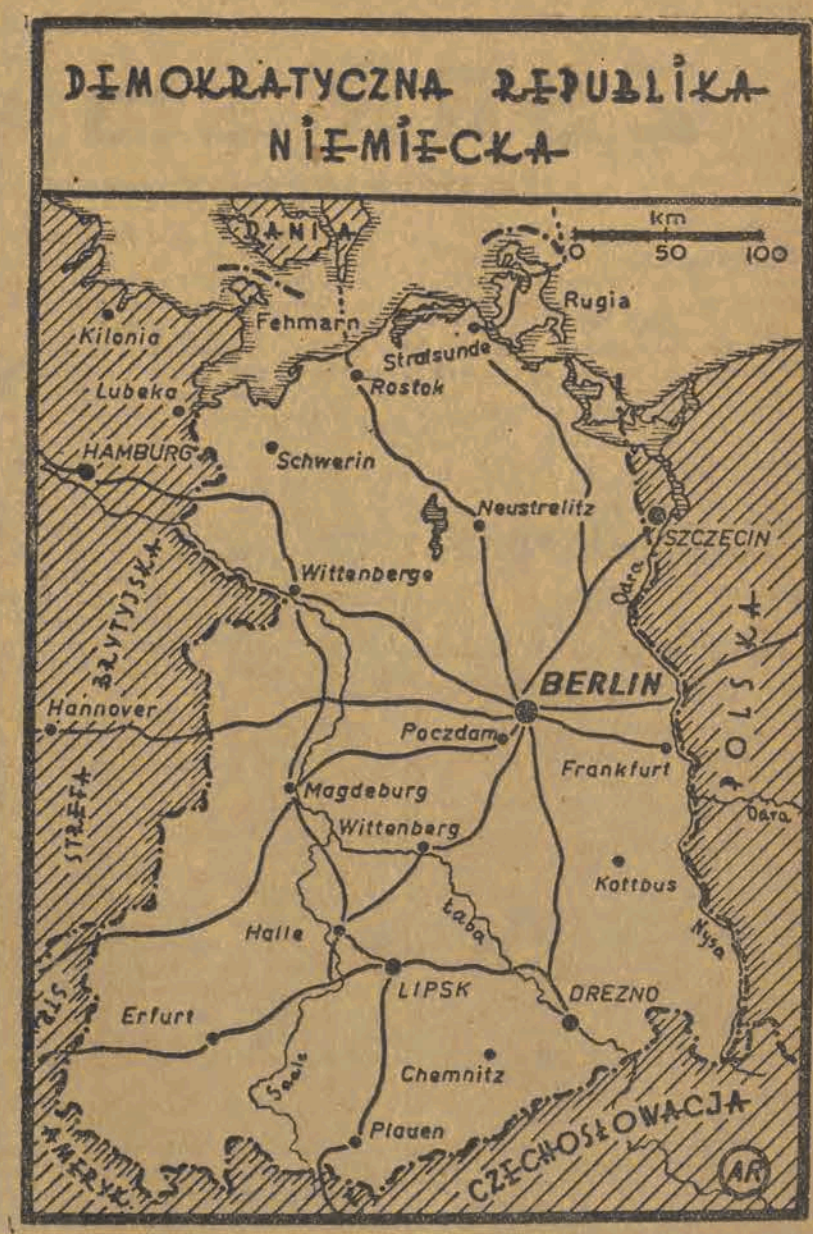 DEMOKRATYCZNA REPUBLIKA
NIEMIECKA
km
0 50 100
DANIA
Rugia
Fehmarn
Kilonia
Stralsunde
Rostok
Lubeka
HAMBURG
Schwerin
Neustrelitz
SZCZECIN
Wittenberge
Odra
STREFA BRYTYJSKA
POLSKA
BERLIN
Hannover
Poczdam
Frankfurt
Magdeburg
Odra
Wittenberg
Kottbus
Łaba
Nysa
Halle
LIPSK
DREZNO
STR. AMERYK.
Erfurt
Saale
Chemnitz
Plauen
CZECHOSŁOWACJA
AR